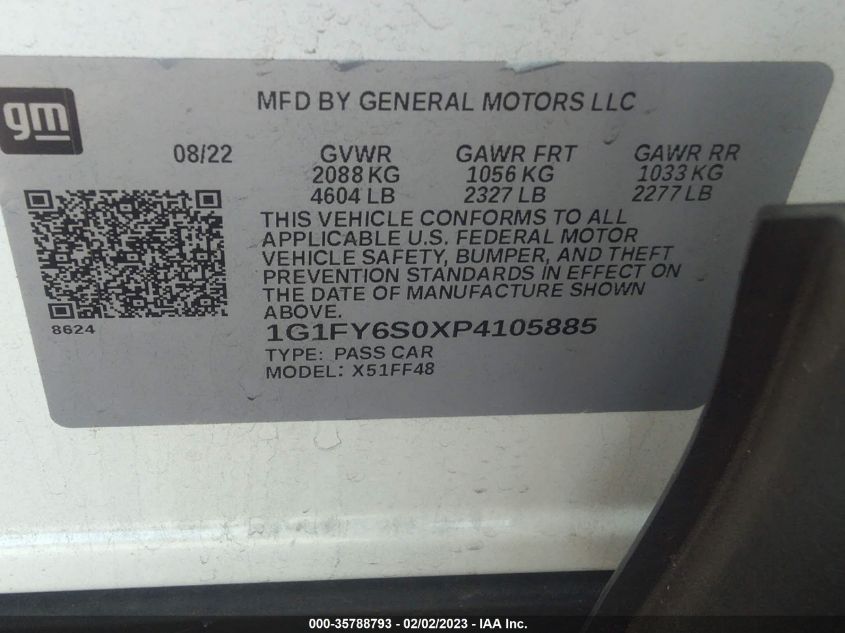 gm
MFD BY GENERAL MOTORS LLC
08/22 GVWR GAWR FRT GAWR RR
2088 KG 1056 KG 1033 KG
4604 LB 2327 LB 2277 LB
THIS VEHICLE CONFORMS TO ALL
APPLICABLE U.S. FEDERAL MOTOR
VEHICLE SAFETY, BUMPER, AND THEFT
PREVENTION STANDARDS IN EFFECT ON
THE DATE OF MANUFACTURE SHOWN
ABOVE.
8624
1G1FY6S0XP4105885
TYPE: PASS CAR
MODEL: X51FF48
000-35788793 - 02/02/2023 - IAA Inc.